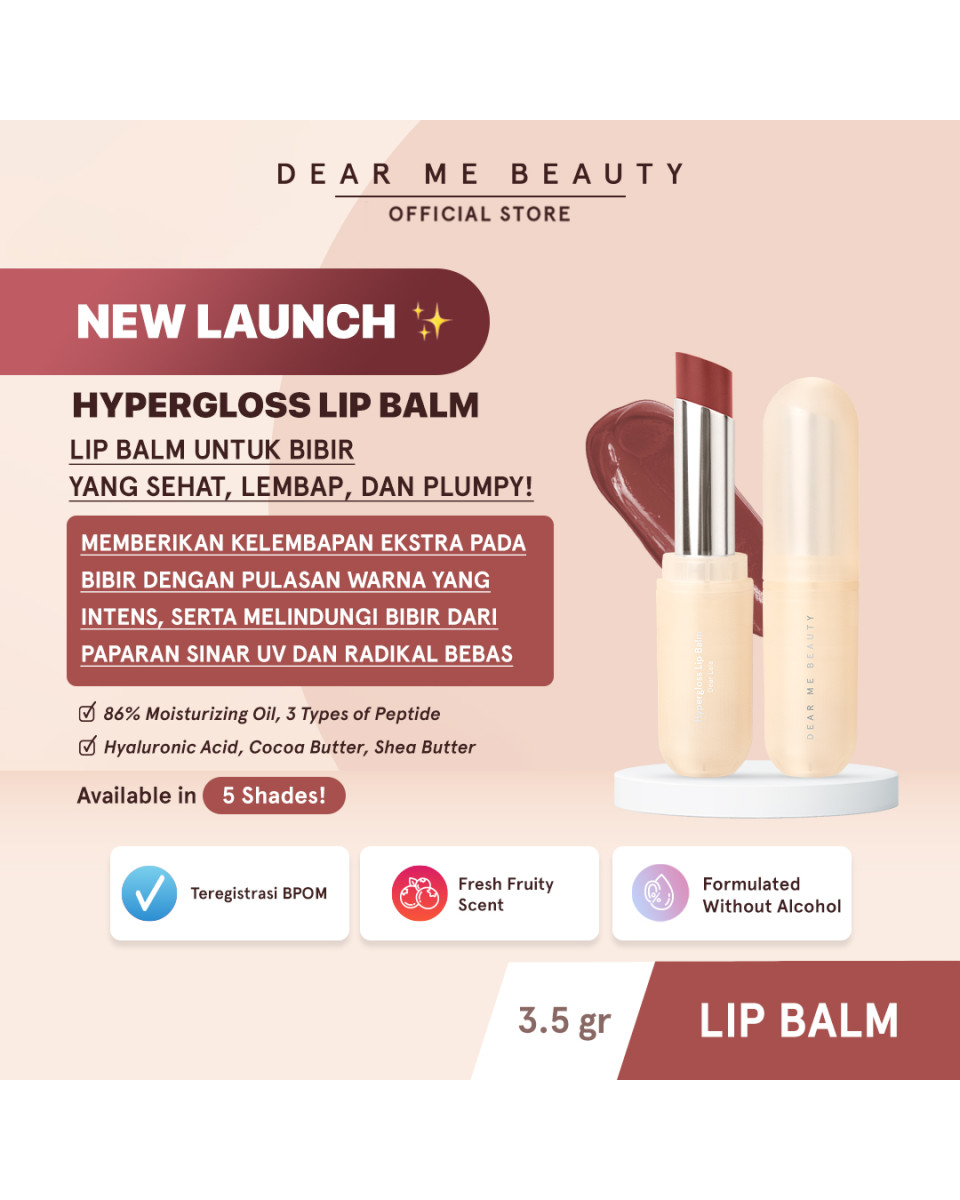 DEAR ME BEAUTY
OFFICIAL STORE
NEW LAUNCH
HYPERGLOSS LIP BALM
LIP BALM UNTUK BIBIR
YANG SEHAT, LEMBAP, DAN PLUMPY!
MEMBERIKAN KELEMBAPAN EKSTRA PADA
BIBIR DENGAN PULASAN WARNA YANG
INTENS, SERTA MELINDUNGI BIBIR DARI
PAPARAN SINAR UV DAN RADIKAL BEBAS
86% Moisturizing Oil, 3 Types of Peptide
Hyaluronic Acid, Cocoa Butter, Shea Butter
Available in 5 Shades!
Hypergloss Lip Balm
DEAR ME BEAUTY
Teregistrasi BPOM
Fresh Fruity
Scent
Formulated
Without Alcohol
3.5 gr
LIP BALM